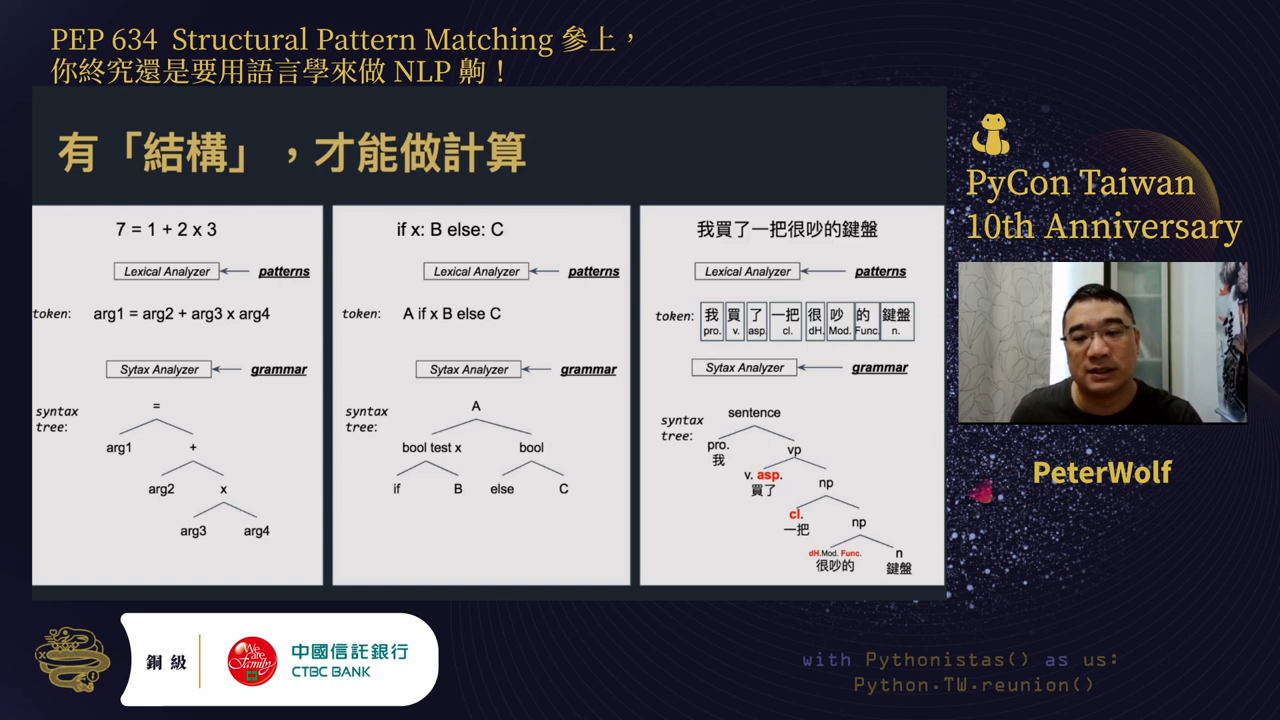 PEP 634 Structural Pattern Matching 參上，
你終究還是要用語言學來做 NLP 齁！
有「結構」，才能做計算
7 = 1 + 2 x 3
Lexical Analyzer
patterns
token:
arg1 = arg2 + arg3 x arg4
Sytax Analyzer
grammar
syntax
tree:
=
arg1
+
arg2
x
arg3
arg4
if x: B else: C
Lexical Analyzer
patterns
token:
A if x B else C
Sytax Analyzer
grammar
syntax
tree:
A
bool test x
bool
if
B
else
C
我買了一把很吵的鍵盤
Lexical Analyzer
patterns
token:
我 買 了 一把 很 吵 的 鍵盤
pro. v. asp. cl. dH. Mod. Func. n.
Sytax Analyzer
grammar
syntax
tree:
sentence
pro.
我
vp
v. asp.
買了
np
cl.
一把
np
dH.Mod. Func.
很吵的
n
鍵盤
PyCon Taiwan
10th Anniversary
PeterWolf
銅級
We are Family
中國信託銀行
CTBC BANK
with Pythonistas() as us:
Python.TW.reunion()